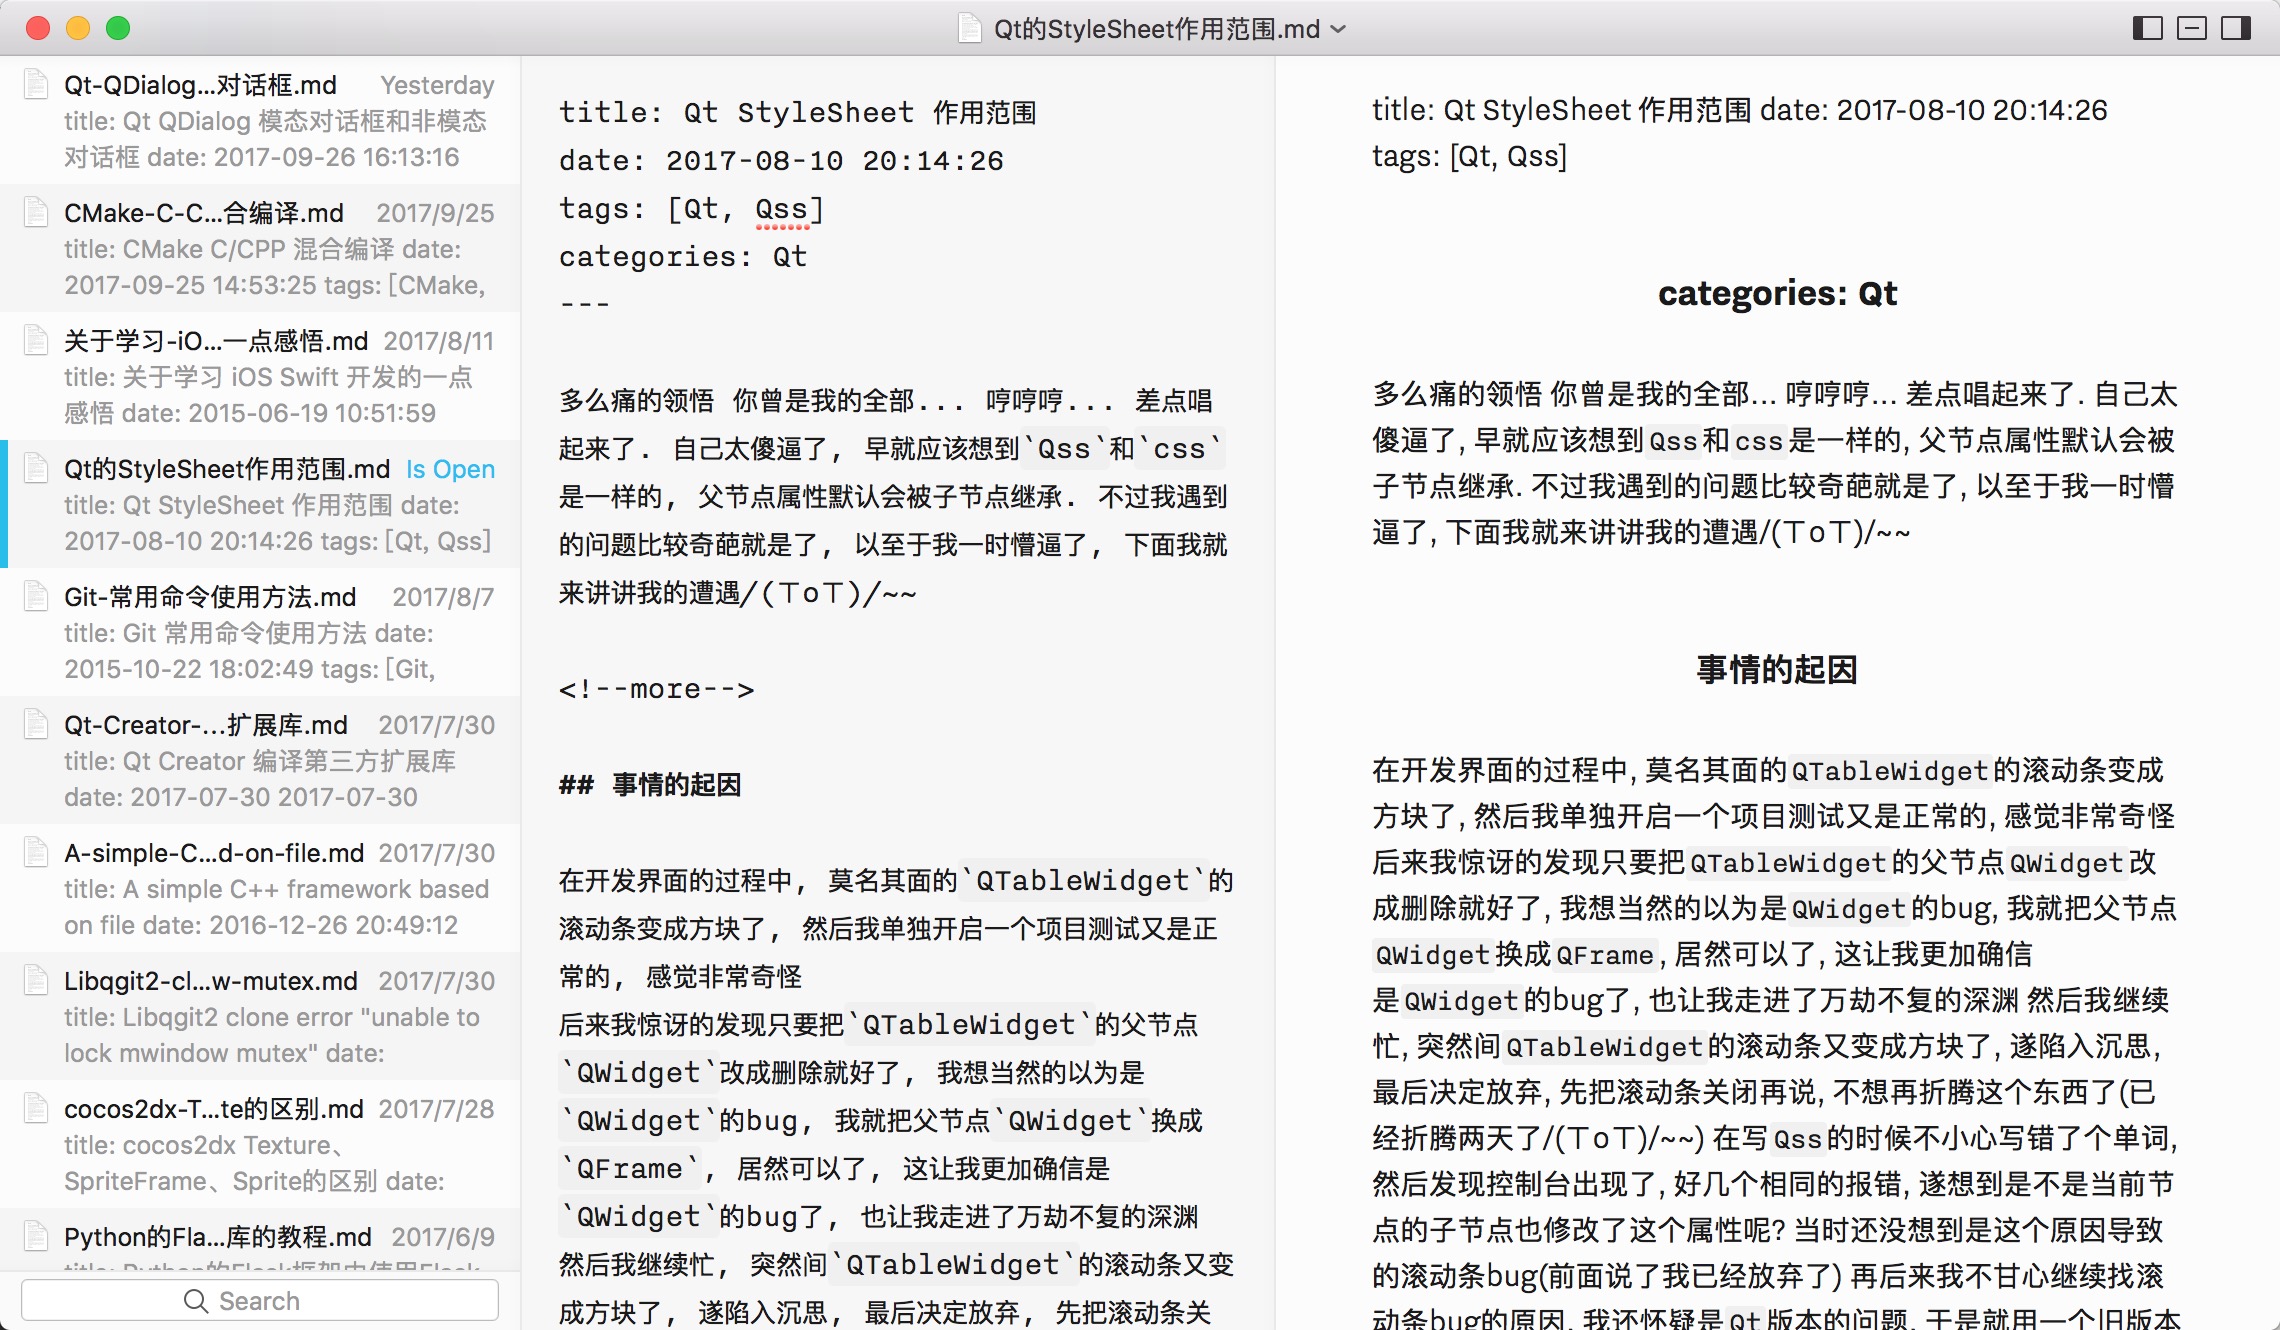 Qt的StyleSheet作用范围.md
Qt-QDialog...对话框.md Yesterday
title: Qt QDialog 模态对话框和非模态
对话框 date: 2017-09-26 16:13:16
CMake-C-C...合编译.md 2017/9/25
title: CMake C/CPP 混合编译 date:
2017-09-25 14:53:25 tags: [CMake,
关于学习-iO...一点感悟.md 2017/8/11
title: 关于学习 iOS Swift 开发的一点
感悟 date: 2015-06-19 10:51:59
Qt的StyleSheet作用范围.md Is Open
title: Qt StyleSheet 作用范围 date:
2017-08-10 20:14:26 tags: [Qt, Qss]
Git-常用命令使用方法.md 2017/8/7
title: Git 常用命令使用方法 date:
2015-10-22 18:02:49 tags: [Git,
Qt-Creator-...扩展库.md 2017/7/30
title: Qt Creator 编译第三方扩展库
date: 2017-07-30 2017-07-30
A-simple-C...d-on-file.md 2017/7/30
title: A simple C++ framework based
on file date: 2016-12-26 20:49:12
Libqgit2-cl...w-mutex.md 2017/7/30
title: Libqgit2 clone error "unable to
lock mwindow mutex" date:
cocos2dx-T...te的区别.md 2017/7/28
title: cocos2dx Texture、
SpriteFrame、Sprite的区别 date:
Python的Fla...库的教程.md 2017/6/9
title: Python的Flask框架中使用Flask
Search
title: Qt StyleSheet 作用范围
date: 2017-08-10 20:14:26
tags: [Qt, Qss]
categories: Qt
---
多么痛的领悟 你曾是我的全部... 哼哼哼... 差点唱
起来了. 自己太傻逼了, 早就应该想到`Qss`和`css`
是一样的, 父节点属性默认会被子节点继承. 不过我遇到
的问题比较奇葩就是了, 以至于我一时懵逼了, 下面我就
来讲讲我的遭遇/(ToT)/~~
<!--more-->
## 事情的起因
在开发界面的过程中, 莫名其面的`QTableWidget`的
滚动条变成方块了, 然后我单独开启一个项目测试又是正
常的, 感觉非常奇怪
后来我惊讶的发现只要把`QTableWidget`的父节点
`QWidget`改成删除就好了, 我想当然的以为是
`QWidget`的bug, 我就把父节点`QWidget`换成
`QFrame`, 居然可以了, 这让我更加确信是
`QWidget`的bug了, 也让我走进了万劫不复的深渊
然后我继续忙, 突然间`QTableWidget`的滚动条又变
成方块了, 遂陷入沉思, 最后决定放弃, 先把滚动条关
title: Qt StyleSheet 作用范围 date: 2017-08-10 20:14:26
tags: [Qt, Qss]
categories: Qt
多么痛的领悟 你曾是我的全部... 哼哼哼... 差点唱起来了. 自己太
傻逼了, 早就应该想到Qss和css是一样的, 父节点属性默认会被
子节点继承. 不过我遇到的问题比较奇葩就是了, 以至于我一时懵
逼了, 下面我就来讲讲我的遭遇/(ToT)/~~
事情的起因
在开发界面的过程中, 莫名其面的QTableWidget的滚动条变成
方块了, 然后我单独开启一个项目测试又是正常的, 感觉非常奇怪
后来我惊讶的发现只要把QTableWidget的父节点QWidget改
成删除就好了, 我想当然的以为是QWidget的bug, 我就把父节点
QWidget换成QFrame, 居然可以了, 这让我更加确信
是QWidget的bug了, 也让我走进了万劫不复的深渊 然后我继续
忙, 突然间QTableWidget的滚动条又变成方块了, 遂陷入沉思,
最后决定放弃, 先把滚动条关闭再说, 不想再折腾这个东西了(已
经折腾两天了/(ToT)/~~) 在写Qss的时候不小心写错了个单词,
然后发现控制台出现了, 好几个相同的报错, 遂想到是不是当前节
点的子节点也修改了这个属性呢? 当时还没想到是这个原因导致
的滚动条bug(前面说了我已经放弃了) 再后来我不甘心继续找滚
动条bug的原因, 我还怀疑是Qt版本的问题, 于是就用一个旧版本